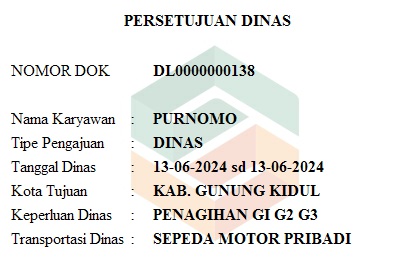 PERSETUJUAN DINAS
NOMOR DOK DL0000000138
Nama Karyawan : PURNOMO
Tipe Pengajuan : DINAS
Tanggal Dinas : 13-06-2024 sd 13-06-2024
Kota Tujuan : KAB. GUNUNG KIDUL
Keperluan Dinas : PENAGIHAN GI G2 G3
Transportasi Dinas : SEPEDA MOTOR PRIBADI